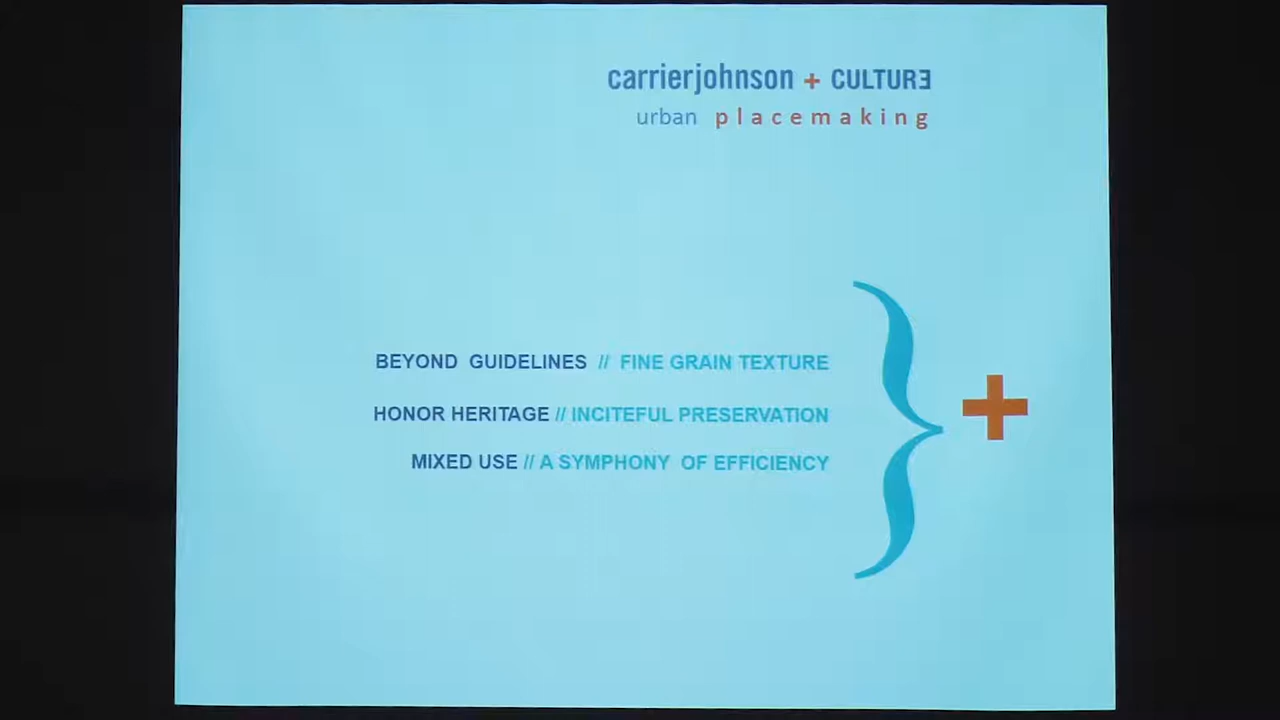 carrierjohnson + CULTURE
urban placemaking
BEYOND GUIDELINES // FINE GRAIN TEXTURE
HONOR HERITAGE // INCITEFUL PRESERVATION
MIXED USE // A SYMPHONY OF EFFICIENCY
+